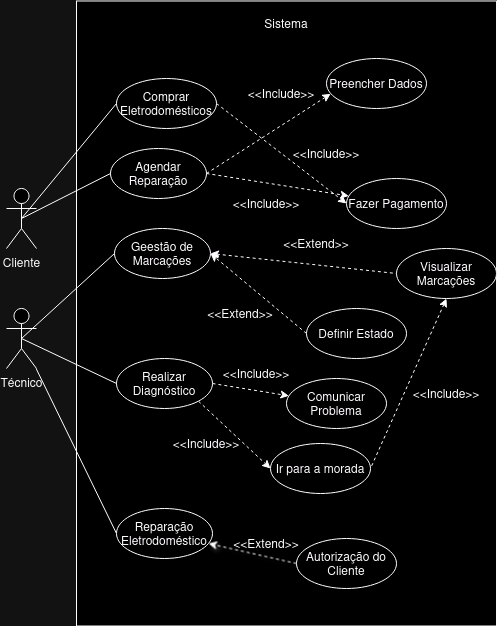 Sistema
Preencher Dados
<<Include>>
Comprar
Eletrodomésticos
<<Include>>
Agendar
Reparação
<<Include>>
Fazer Pagamento
Cliente
Geestão de
Marcações
<<Extend>>
Visualizar
Marcações
<<Extend>>
Definir Estado
Técnico
Realizar
Diagnóstico
<<Include>>
Comunicar
Problema
<<Include>>
<<Include>>
Ir para a morada
Reparação
Eletrodoméstico
<<Extend>>
Autorização do
Cliente